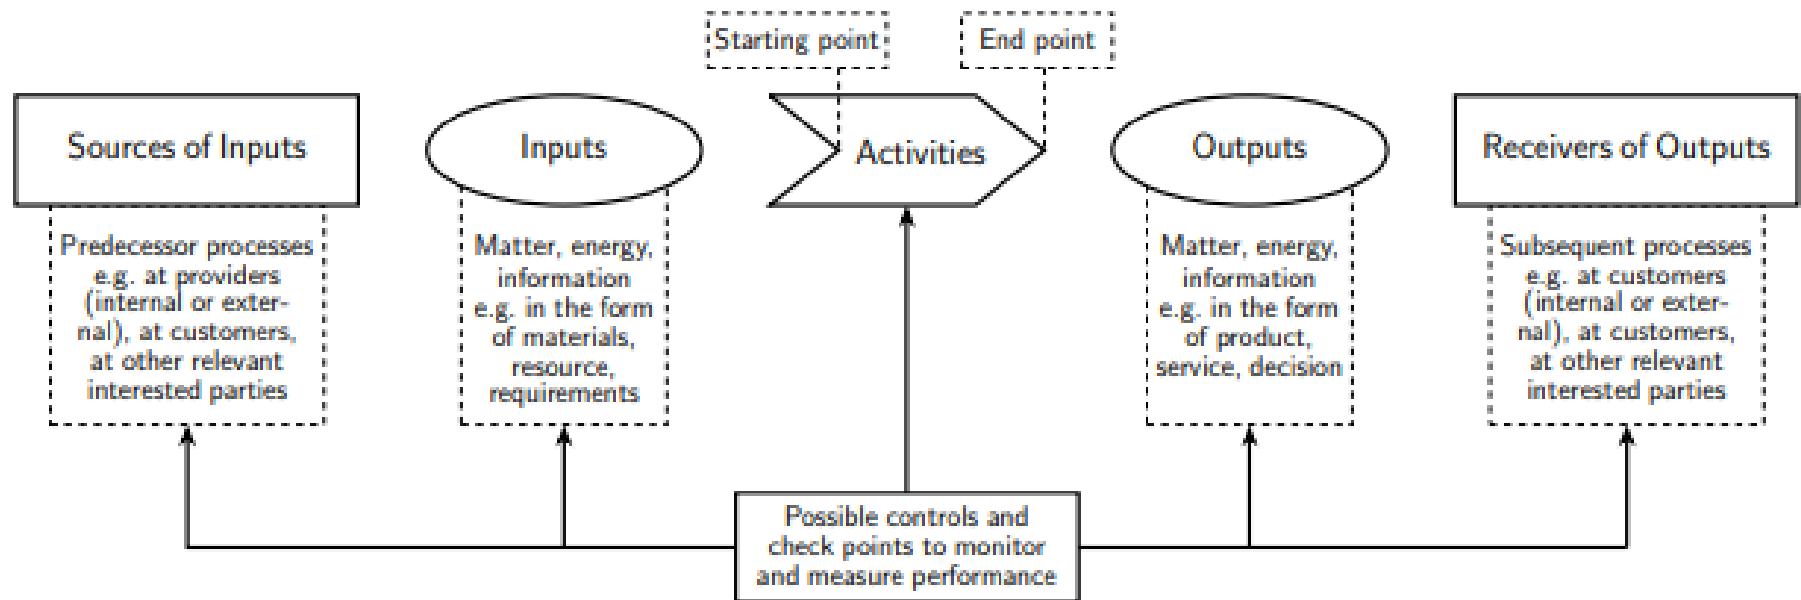 Starting point
End point
Sources of Inputs
Inputs
Activities
Outputs
Receivers of Outputs
Predecessor processes
e.g. at providers
(internal or exter-
nal), at customers,
at other relevant
interested parties
Matter, energy,
information
e.g. in the form
of materials,
resource,
requirements
Matter, energy,
information
e.g. in the form
of product,
service, decision
Subsequent processes
e.g. at customers
(internal or exter-
nal), at customers,
at other relevant
interested parties
Possible controls and
check points to monitor
and measure performance